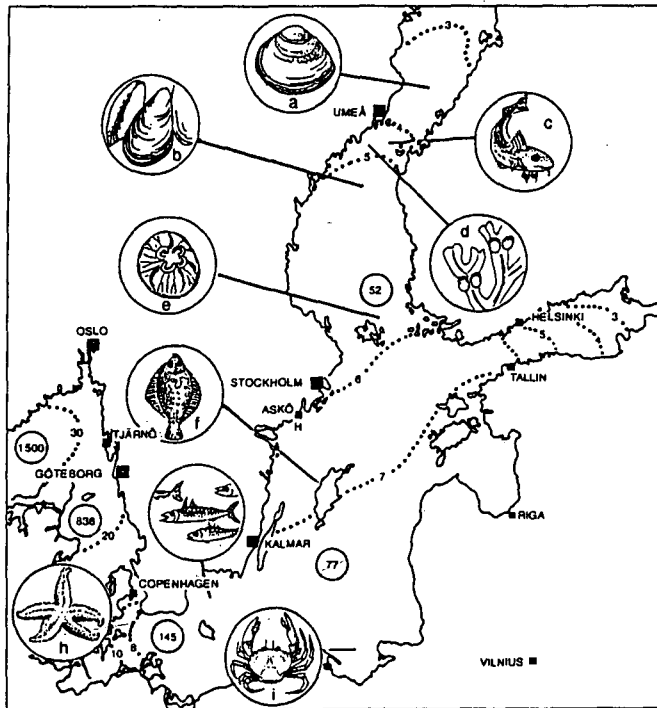 3
a
UMEÅ
4
b
c
5
d
e
52
OSLO
HELSINKI
3
5
STOCKHOLM
TALLIN
6
ASKÖ
H
f
30
1500
TJÄRNÖ
GÖTEBORG
7
RIGA
836
20
KALMAR
77
COPENHAGEN
h
145
8
10
i
VILNIUS